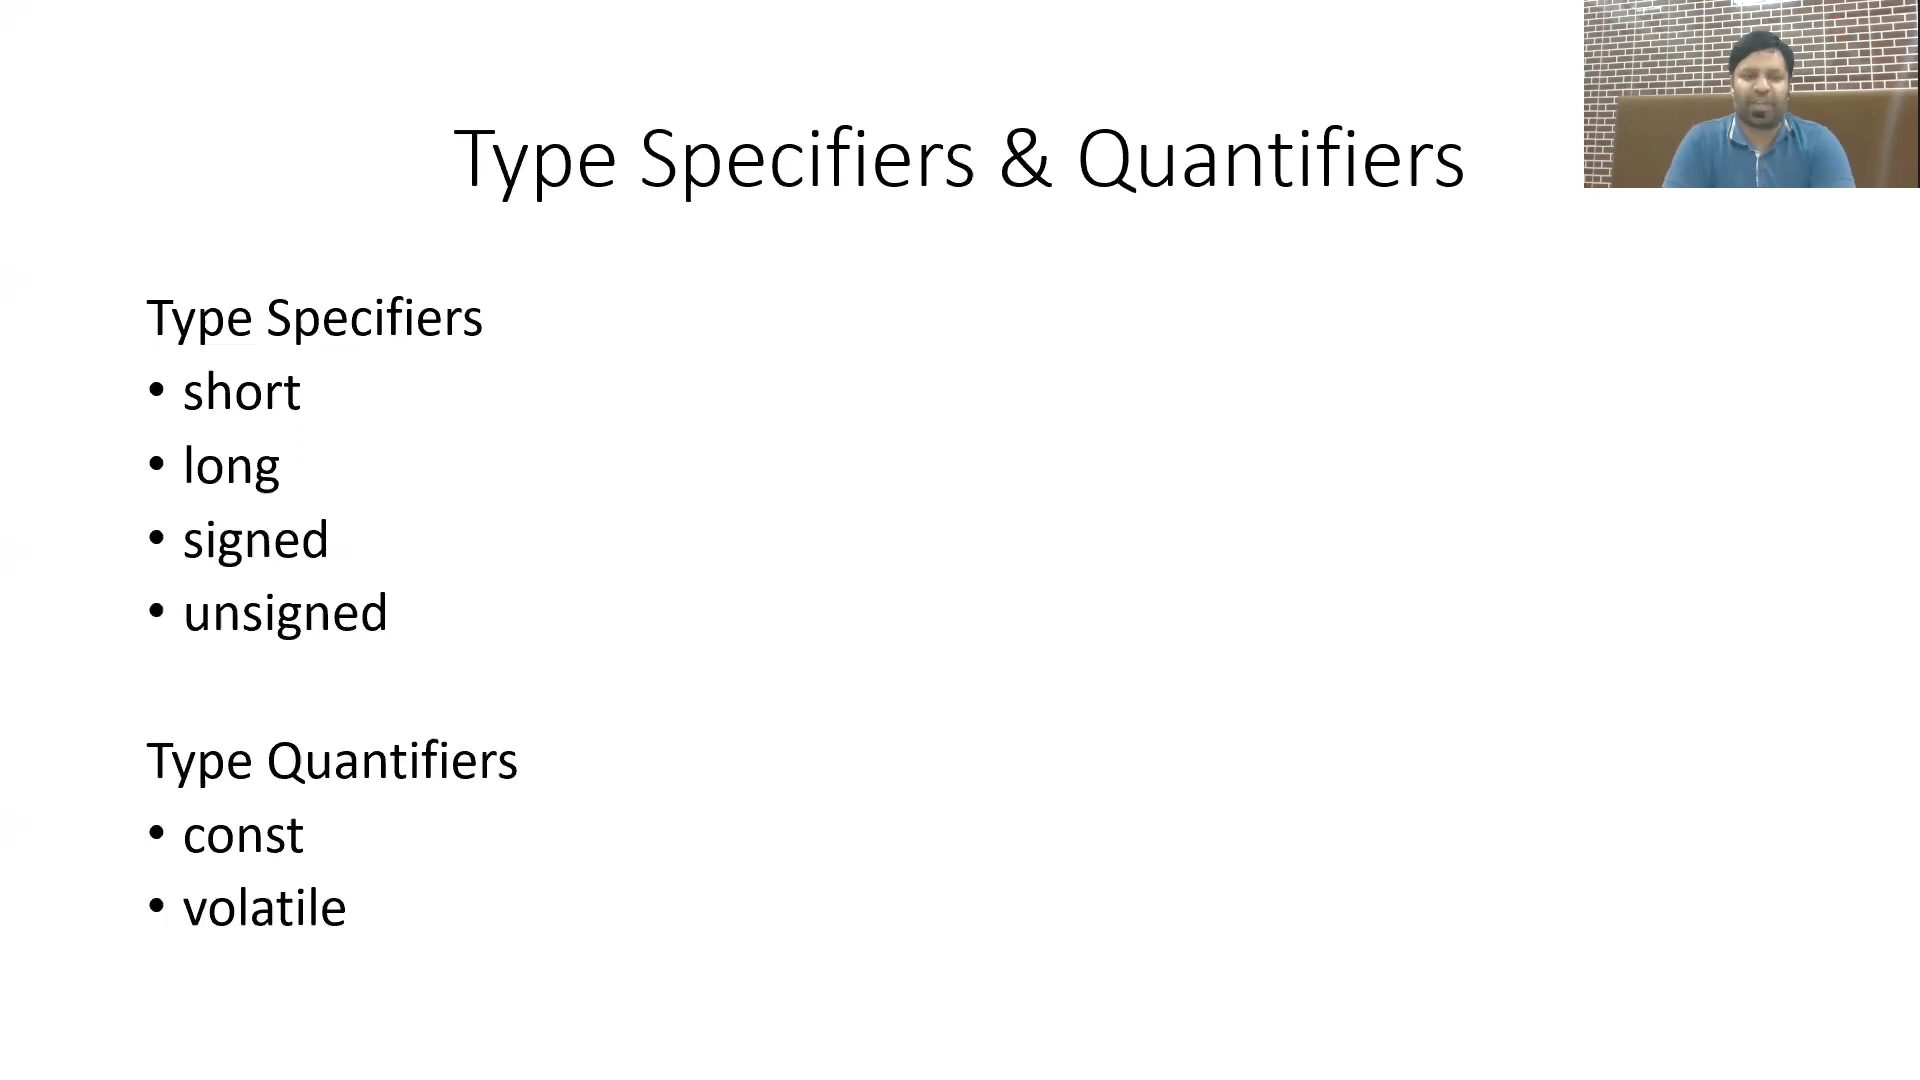 Type Specifiers & Quantifiers
Type Specifiers
• short
• long
• signed
• unsigned
Type Quantifiers
• const
• volatile